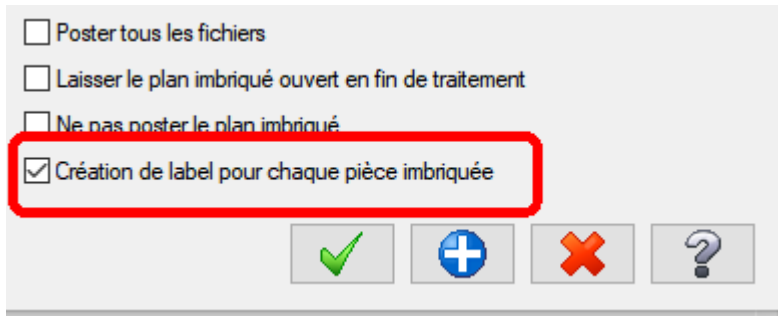 Poster tous les fichiers
Laisser le plan imbriqué ouvert en fin de traitement
Ne pas poster le plan imbriqué
Création de label pour chaque pièce imbriquée